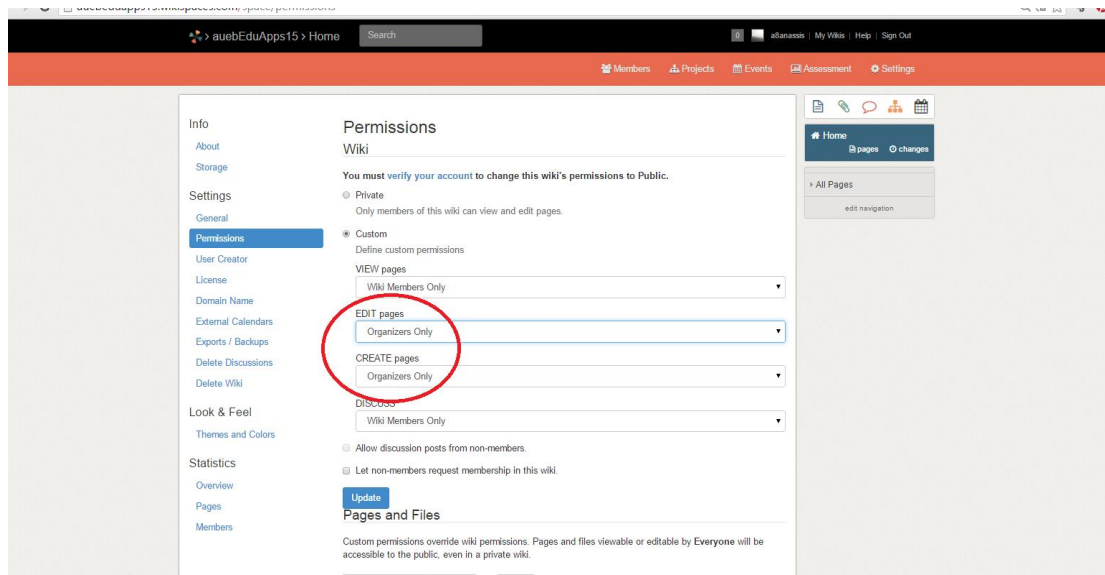 auebeduapps15.wikispaces.com/space/permissions
> auebEduApps15 > Home
Search
0
a8anassis | My Wikis | Help | Sign Out
Members Projects Events Assessment Settings
Info
About
Storage
Settings
General
Permissions
User Creator
License
Domain Name
External Calendars
Exports / Backups
Delete Discussions
Delete Wiki
Look & Feel
Themes and Colors
Statistics
Overview
Pages
Members
Permissions
Wiki
You must verify your account to change this wiki's permissions to Public.
Private
Only members of this wiki can view and edit pages.
Custom
Define custom permissions
VIEW pages
Wiki Members Only
EDIT pages
Organizers Only
CREATE pages
Organizers Only
DISCUSS
Wiki Members Only
Allow discussion posts from non-members.
Let non-members request membership in this wiki.
Update
Pages and Files
Custom permissions override wiki permissions. Pages and files viewable or editable by Everyone will be
accessible to the public, even in a private wiki.
Home
pages changes
All Pages
edit navigation